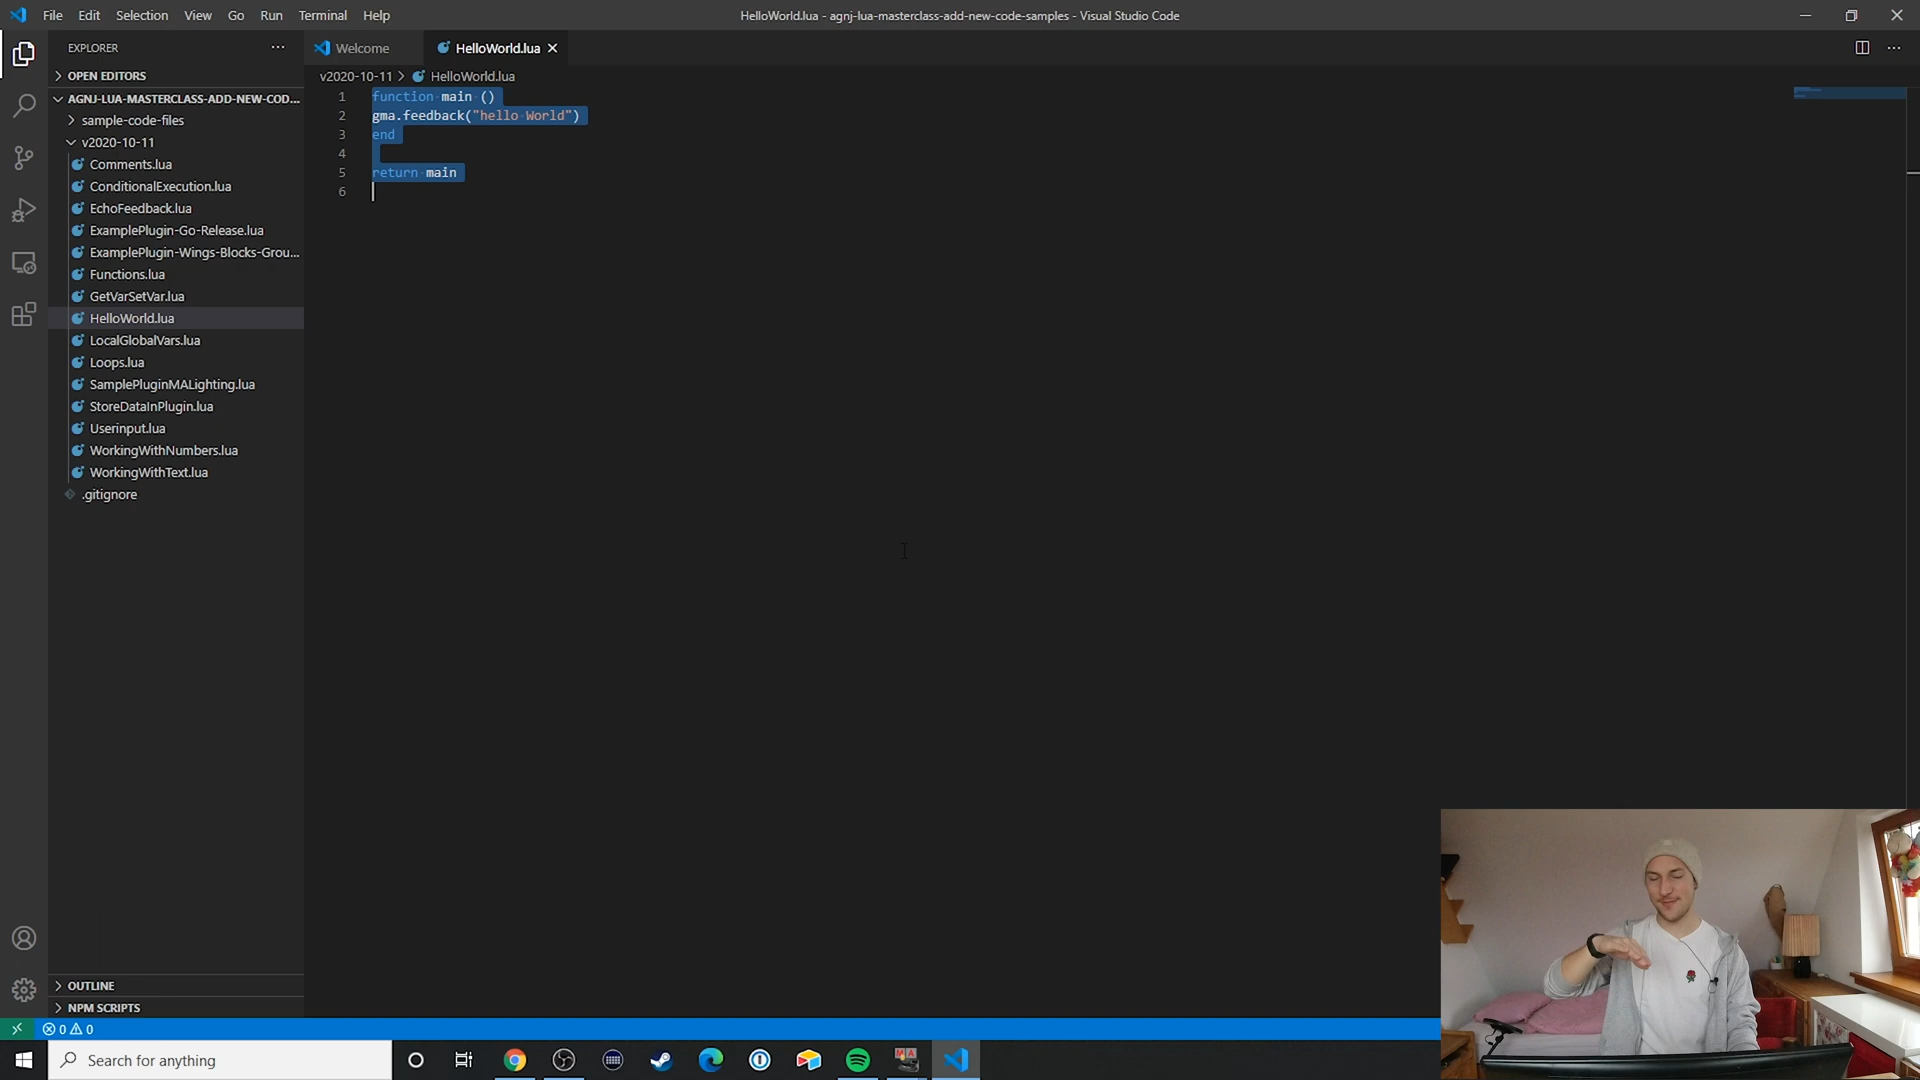 File Edit Selection View Go Run Terminal Help
HelloWorld.lua - agnj-lua-masterclass-add-new-code-samples - Visual Studio Code
EXPLORER
Welcome
HelloWorld.lua
OPEN EDITORS
v2020-10-11 > HelloWorld.lua
AGNJ-LUA-MASTERCLASS-ADD-NEW-COD...
sample-code-files
v2020-10-11
Comments.lua
ConditionalExecution.lua
EchoFeedback.lua
ExamplePlugin-Go-Release.lua
ExamplePlugin-Wings-Blocks-Grou...
Functions.lua
GetVarSetVar.lua
HelloWorld.lua
LocalGlobalVars.lua
Loops.lua
SamplePluginMALighting.lua
StoreDataInPlugin.lua
Userinput.lua
WorkingWithNumbers.lua
WorkingWithText.lua
.gitignore
1 function main ()
2 gma.feedback("hello World")
3 end
4
5 return main
6
OUTLINE
NPM SCRIPTS
0 0
Search for anything
MA